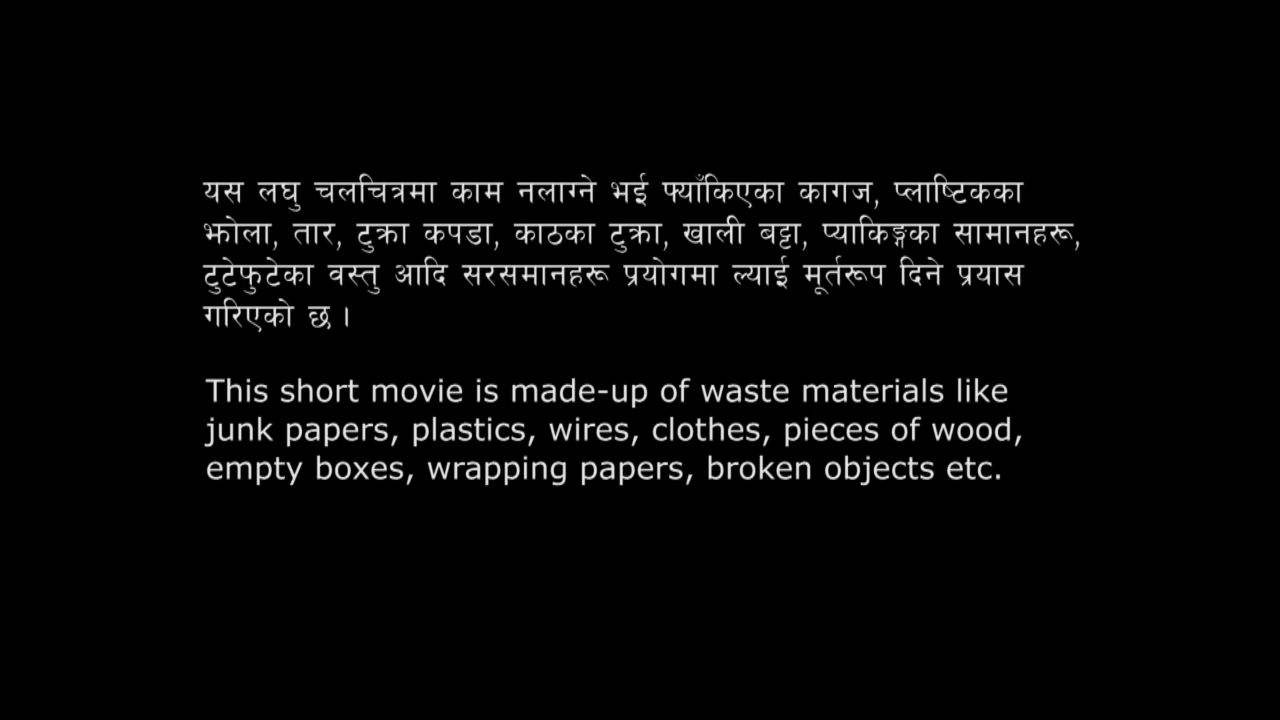 यस लघु चलचित्रमा काम नलाग्ने भई फ्याँकिएका कागज, प्लाष्टिकका
झोला, तार, टुक्रा कपडा, काठका टुक्रा, खाली बट्टा, प्याकिङ्गका सामानहरू,
टुटेफुटेका वस्तु आदि सरसमानहरू प्रयोगमा ल्याई मूर्तरूप दिने प्रयास
गरिएको छ ।
This short movie is made-up of waste materials like
junk papers, plastics, wires, clothes, pieces of wood,
empty boxes, wrapping papers, broken objects etc.